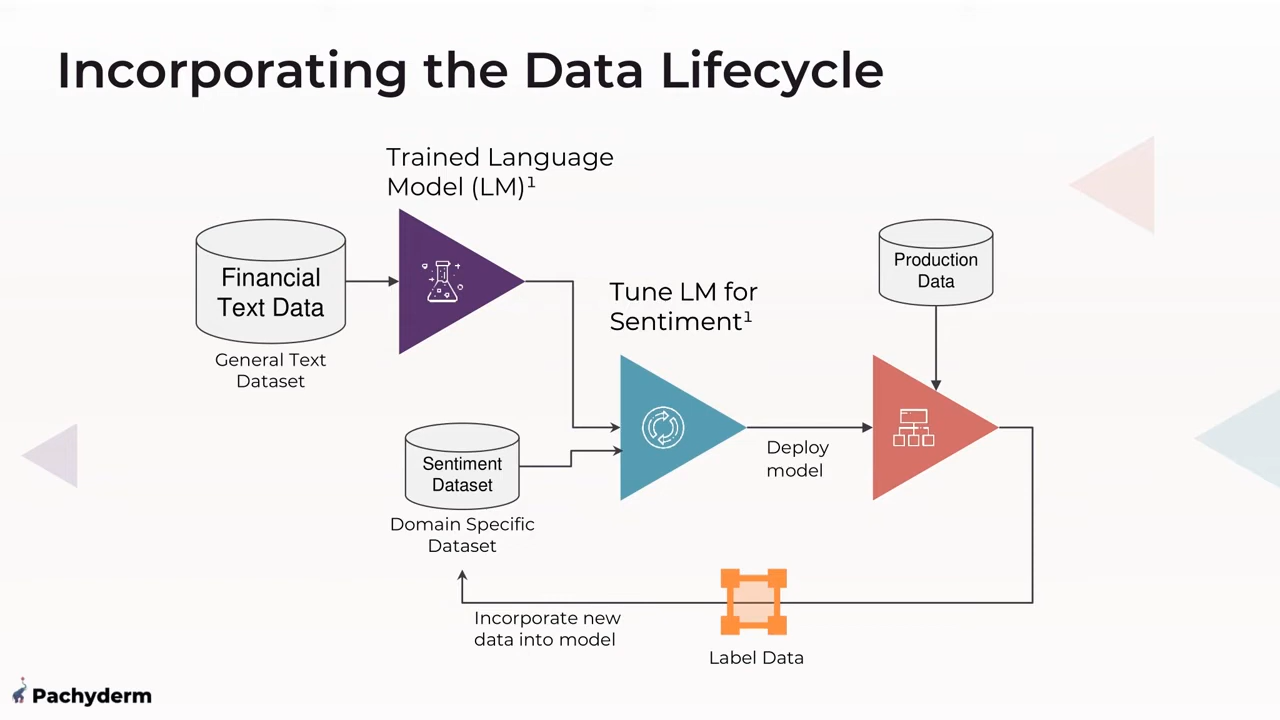 Incorporating the Data Lifecycle
Trained Language
Model (LM)¹
Financial
Text Data
General Text
Dataset
Production
Data
Tune LM for
Sentiment¹
Sentiment
Dataset
Domain Specific
Dataset
Deploy
model
Incorporate new
data into model
Label Data
Pachyderm